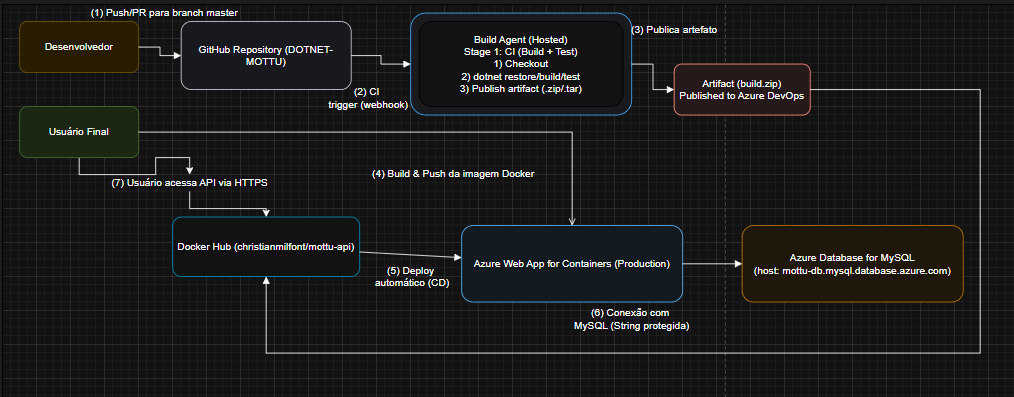 (1) Push/PR para branch master
Desenvolvedor
GitHub Repository (DOTNET-
MOTTU)
(2) CI
trigger (webhook)
Build Agent (Hosted)
Stage 1: CI (Build + Test)
1) Checkout
2) dotnet restore/build/test
3) Publish artifact (.zip/.tar)
(3) Publica artefato
Artifact (build.zip)
Published to Azure DevOps
Usuário Final
(7) Usuário acessa API via HTTPS
(4) Build & Push da imagem Docker
Docker Hub (christianmilfont/mottu-api)
(5) Deploy
automático (CD)
Azure Web App for Containers (Production)
(6) Conexão com
MySQL (String protegida)
Azure Database for MySQL
(host: mottu-db.mysql.database.azure.com)